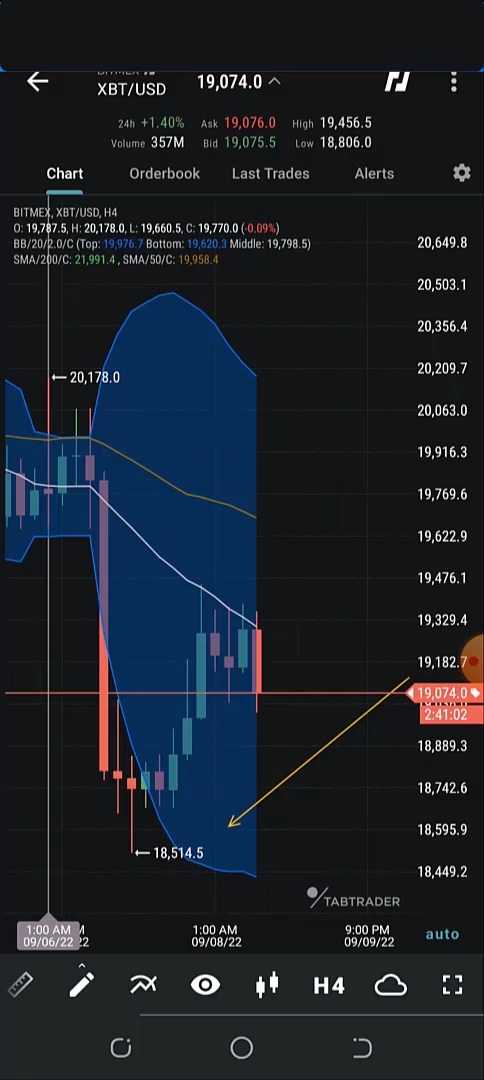 XBT/USD
19,074.0
24h +1.40% Ask 19,076.0 High 19,456.5
Volume 357M Bid 19,075.5 Low 18,806.0
Chart Orderbook Last Trades Alerts
BITMEX, XBT/USD, H4
O: 19,787.5, H: 20,178.0, L: 19,660.5, C: 19,770.0 (-0.09%)
BB/20/2.0/C (Top: 19,976.7 Bottom: 19,620.3 Middle: 19,798.5)
SMA/200/C: 21,991.4 , SMA/50/C: 19,958.4
20,649.8
20,503.1
20,356.4
20,209.7
20,178.0
20,063.0
19,916.3
19,769.6
19,622.9
19,476.1
19,329.4
19,182.7
19,074.0
2:41:02
18,889.3
18,742.6
18,595.9
18,514.5
18,449.2
TABTRADER
1:00 AM 1:00 AM 9:00 PM
09/06/22 09/08/22 09/09/22
auto
H4